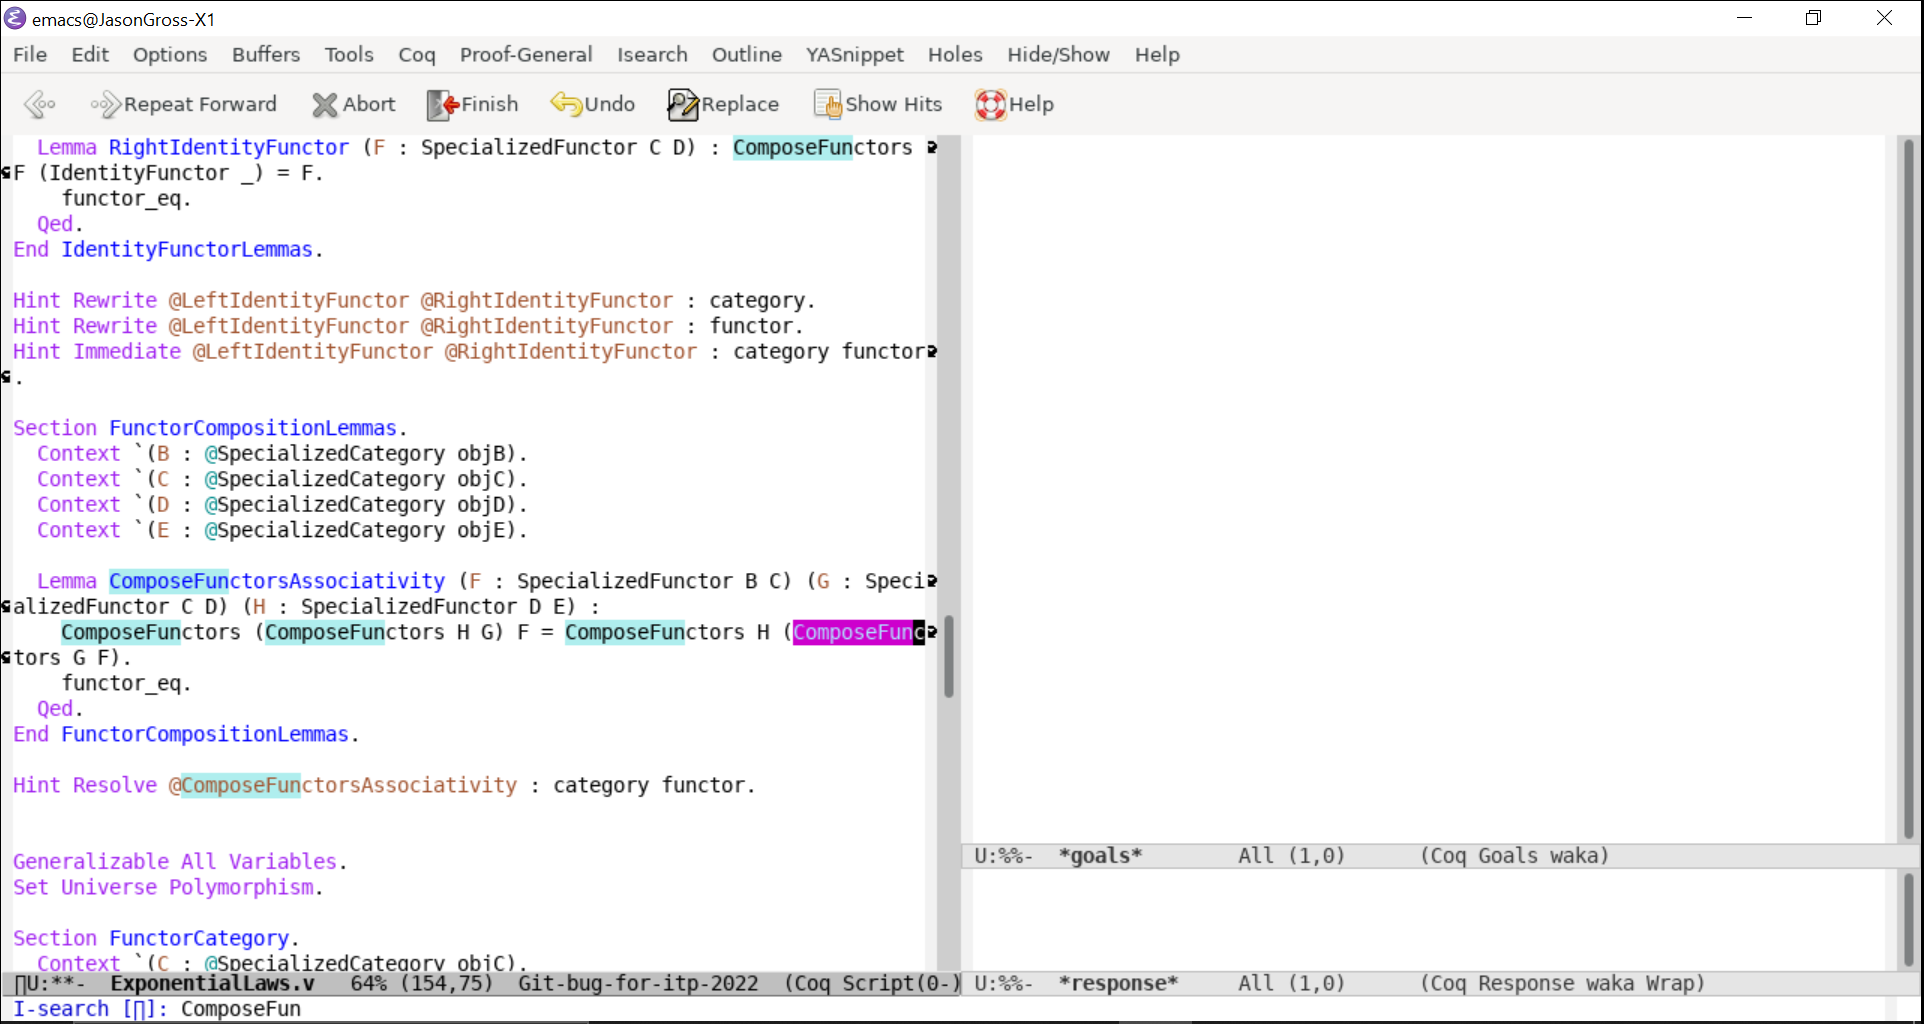 emacs@JasonGross-X1
File Edit Options Buffers Tools Coq Proof-General Isearch Outline YASnippet Holes Hide/Show Help
Repeat Forward Abort Finish Undo Replace Show Hits Help
Lemma RightIdentityFunctor (F : SpecializedFunctor C D) : ComposeFunctors
F (IdentityFunctor _) = F.
functor_eq.
Qed.
End IdentityFunctorLemmas.
Hint Rewrite @LeftIdentityFunctor @RightIdentityFunctor : category.
Hint Rewrite @LeftIdentityFunctor @RightIdentityFunctor : functor.
Hint Immediate @LeftIdentityFunctor @RightIdentityFunctor : category functor
.
Section FunctorCompositionLemmas.
Context `(B : @SpecializedCategory objB).
Context `(C : @SpecializedCategory objC).
Context `(D : @SpecializedCategory objD).
Context `(E : @SpecializedCategory objE).
Lemma ComposeFunctorsAssociativity (F : SpecializedFunctor B C) (G : Speci
alizedFunctor C D) (H : SpecializedFunctor D E) :
ComposeFunctors (ComposeFunctors H G) F = ComposeFunctors H (ComposeFunc
tors G F).
functor_eq.
Qed.
End FunctorCompositionLemmas.
Hint Resolve @ComposeFunctorsAssociativity : category functor.
Generalizable All Variables.
Set Universe Polymorphism.
Section FunctorCategory.
Context `(C : @SpecializedCategory objC).
U:**- ExponentialLaws.v 64% (154,75) Git-bug-for-itp-2022 (Coq Script(0-)
I-search []: ComposeFun
U:%%- *goals* All (1,0) (Coq Goals waka)
U:%%- *response* All (1,0) (Coq Response waka Wrap)